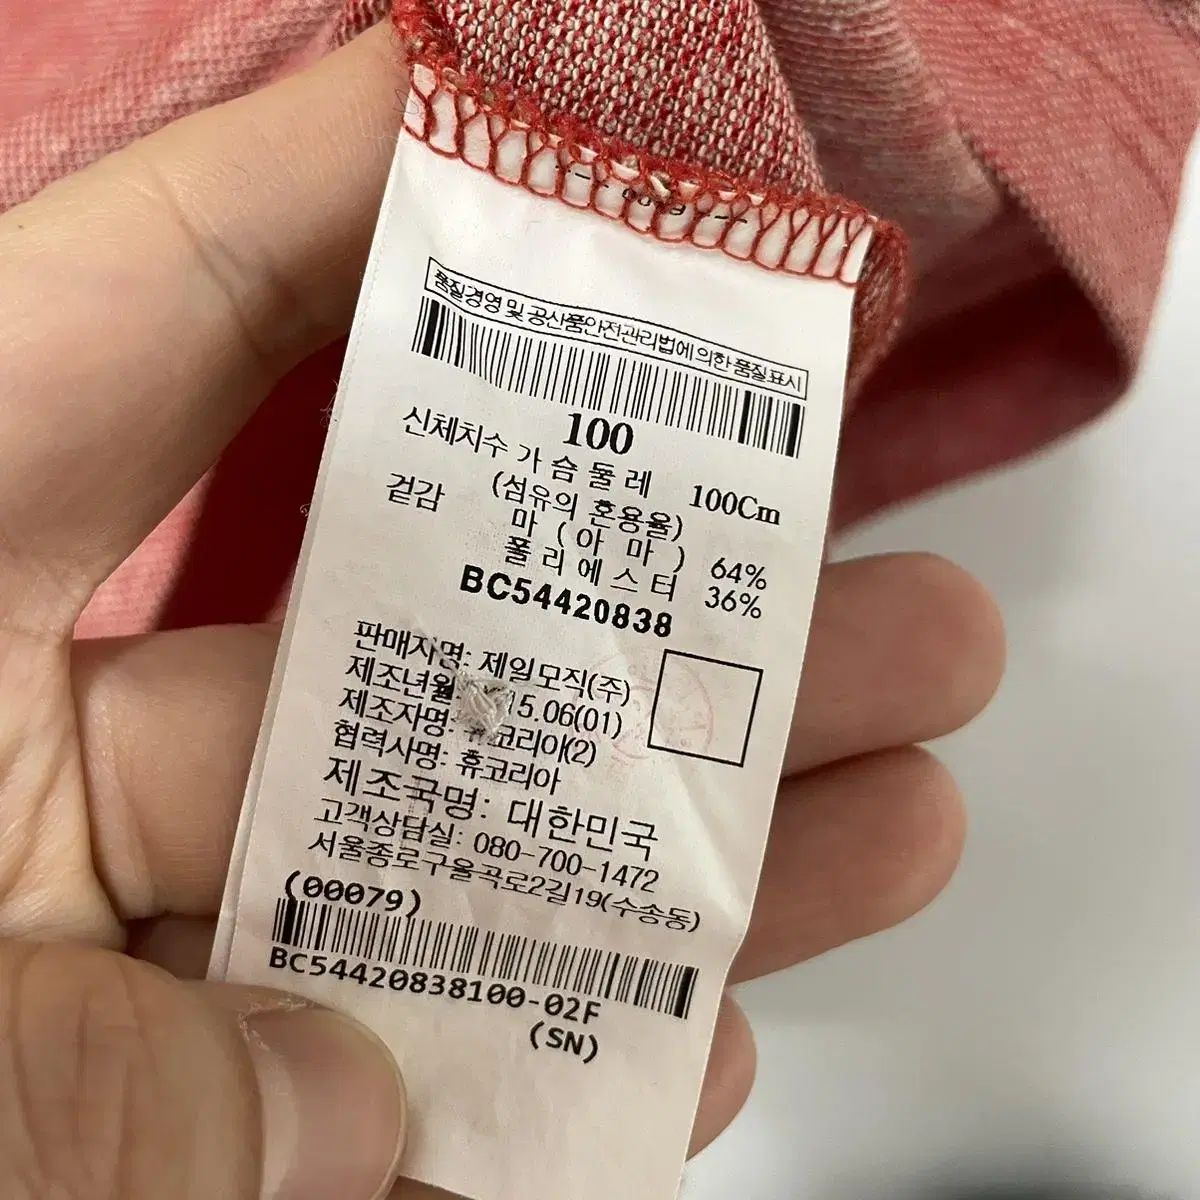 품질경영 및 공산품안전관리법에 의한 품질표시
100
신체치수 가슴둘레 100Cm
겉감 (섬유의 혼용율)
마(아마) 64%
폴리에스터 36%
BC54420838
판매자명: 제일모직(주)
제조년월 15.06(01)
제조자명: 휴코리아(2)
협력사명: 휴코리아
제조국명: 대한민국
고객상담실: 080-700-1472
서울종로구율곡로2길19(수송동)
(00079)
BC54420838100-02F
(SN)